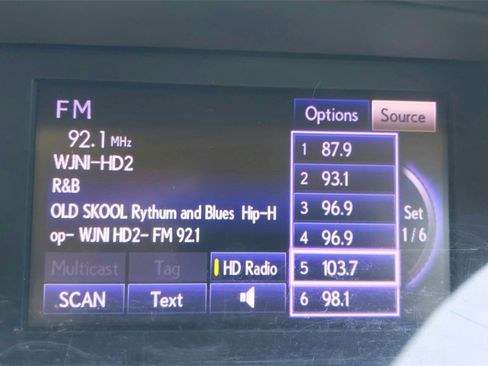 FM
Options
Source
92.1 MHz
WJNI-HD2
R&B
OLD SKOOL Rythum and Blues Hip-H
op- WJNI HD2- FM 92.1
1 87.9
2 93.1
3 96.9
4 96.9
5 103.7
6 98.1
Set
1/6
Multicast
Tag
HD Radio
SCAN
Text